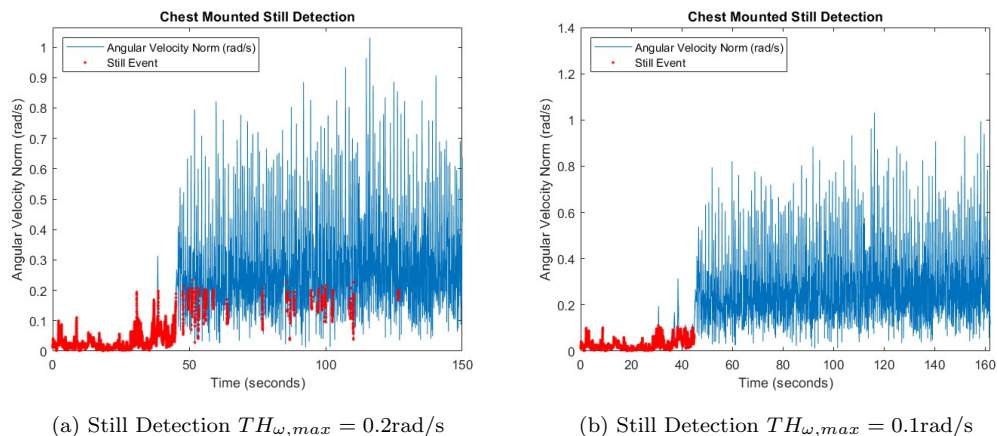 Chest Mounted Still Detection
Angular Velocity Norm (rad/s)
Still Event
Angular Velocity Norm (rad/s)
1
0.9
0.8
0.7
0.6
0.5
0.4
0.3
0.2
0.1
0
0 50 100 150
Time (seconds)
(a) Still Detection TH_{ω,max} = 0.2rad/s
Chest Mounted Still Detection
Angular Velocity Norm (rad/s)
Still Event
Angular Velocity Norm (rad/s)
1.4
1.2
1
0.8
0.6
0.4
0.2
0
0 20 40 60 80 100 120 140 160
Time (seconds)
(b) Still Detection TH_{ω,max} = 0.1rad/s